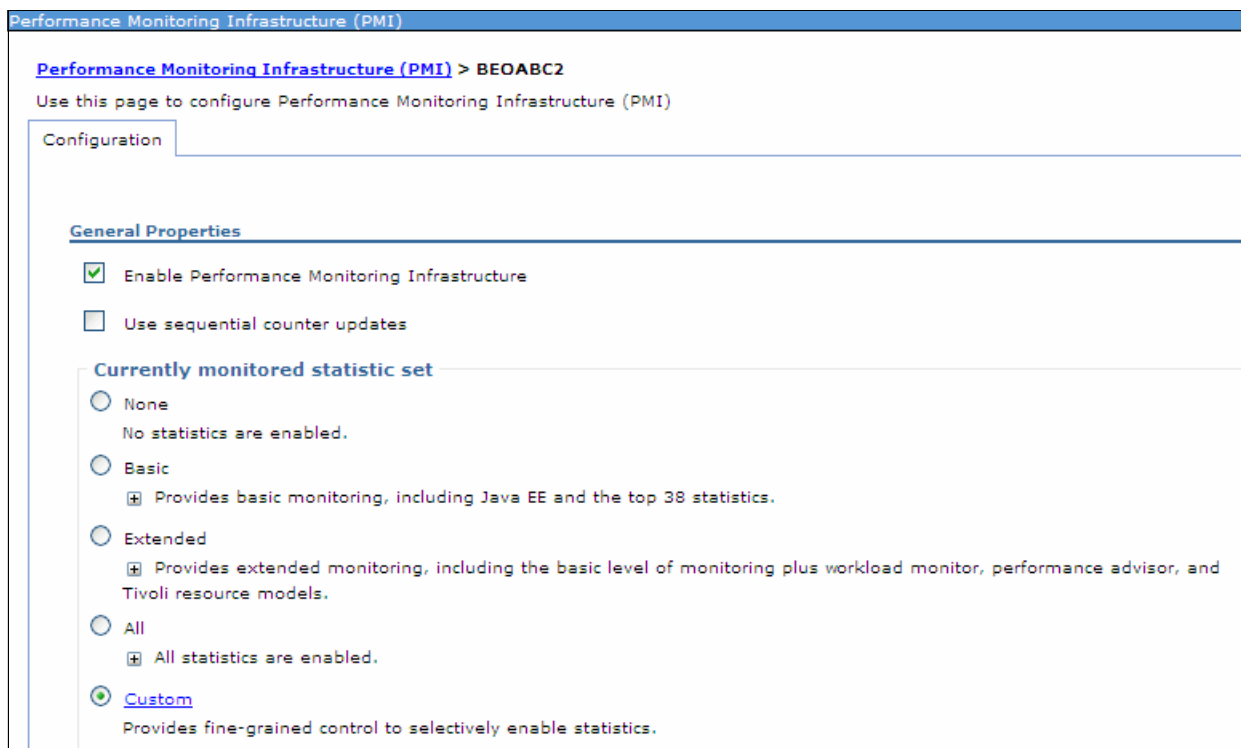 Performance Monitoring Infrastructure (PMI)
Performance Monitoring Infrastructure (PMI) > BEOABC2
Use this page to configure Performance Monitoring Infrastructure (PMI)
Configuration
General Properties
Enable Performance Monitoring Infrastructure
Use sequential counter updates
Currently monitored statistic set
None
No statistics are enabled.
Basic
Provides basic monitoring, including Java EE and the top 38 statistics.
Extended
Provides extended monitoring, including the basic level of monitoring plus workload monitor, performance advisor, and
Tivoli resource models.
All
All statistics are enabled.
Custom
Provides fine-grained control to selectively enable statistics.